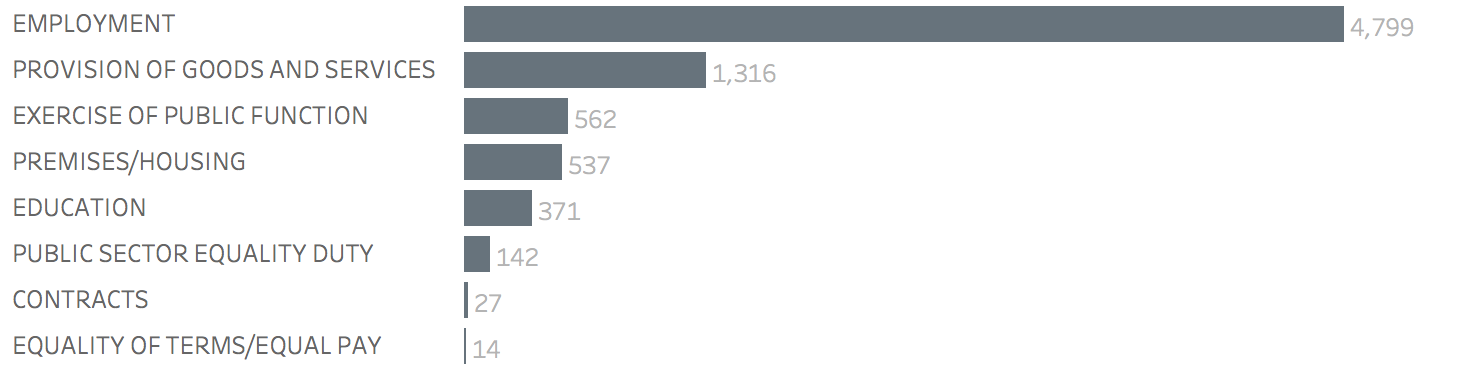 EMPLOYMENT 4,799
PROVISION OF GOODS AND SERVICES 1,316
EXERCISE OF PUBLIC FUNCTION 562
PREMISES/HOUSING 537
EDUCATION 371
PUBLIC SECTOR EQUALITY DUTY 142
CONTRACTS 27
EQUALITY OF TERMS/EQUAL PAY 14